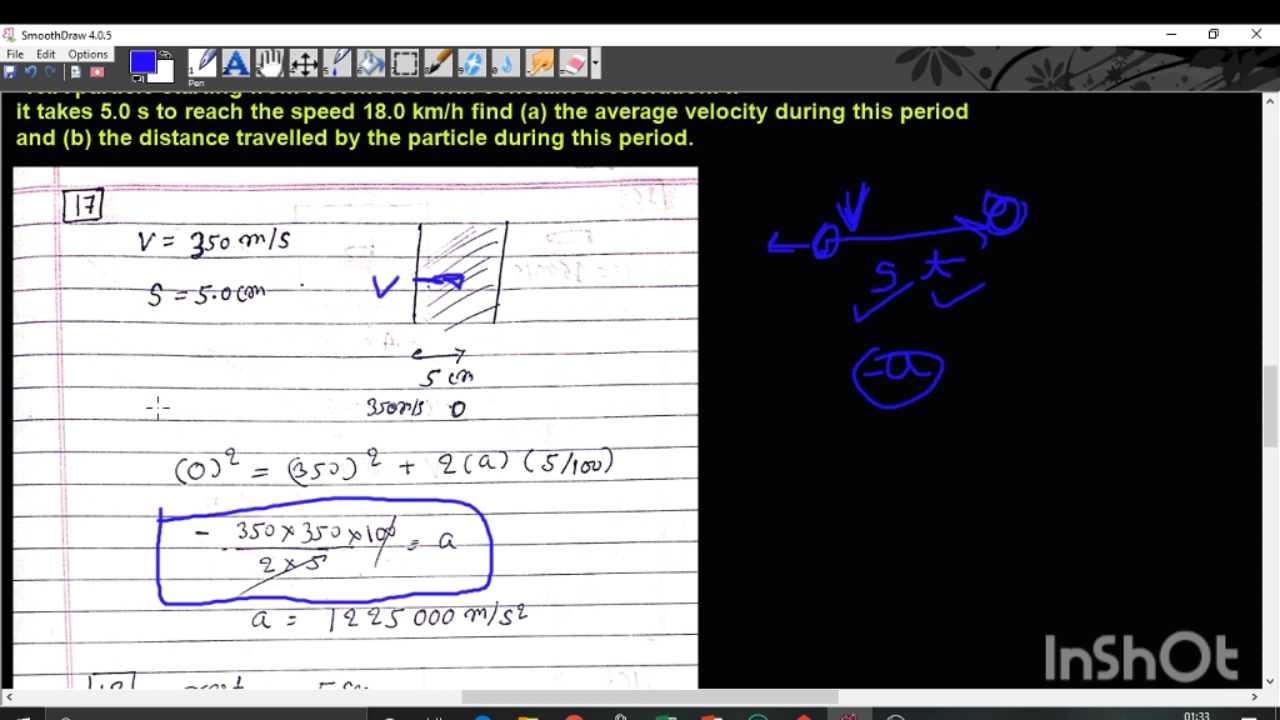 SmoothDraw 4.0.5
File Edit Options
Pen
it takes 5.0 s to reach the speed 18.0 km/h find (a) the average velocity during this period
and (b) the distance travelled by the particle during this period.
17
V = 350 m/s
S = 5.0 cm
V
5 cm
350m/s 0
(0)² = (350)² + 2(a) (5/100)
- 350 x 350 x 100 / 2 x 5 = a
a = 1225000 m/s²
S t
-a
InShOt
01:33